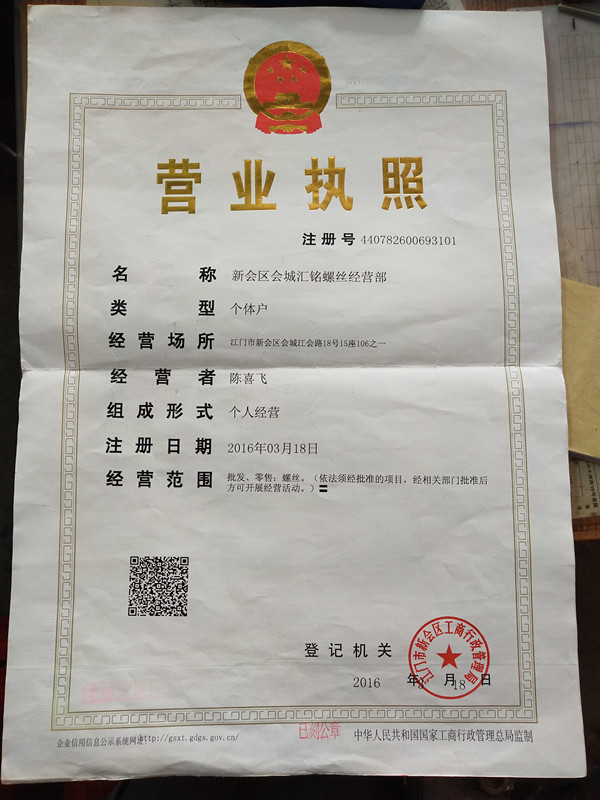 营业执照
注册号 440782600693101
名称 新会区会城汇铭螺丝经营部
类型 个体户
经营场所 江门市新会区会城江会路18号15座106之一
经营者 陈喜飞
组成形式 个人经营
注册日期 2016年03月18日
经营范围 批发、零售：螺丝。（依法须经批准的项目，经相关部门批准后
方可开展经营活动。）〓
登记机关
江门市新会区工商行政管理局
2016 年3 月18 日
已刻公章
企业信用信息公示系统网址：http://gsxt.gdgs.gov.cn/
中华人民共和国国家工商行政管理总局监制